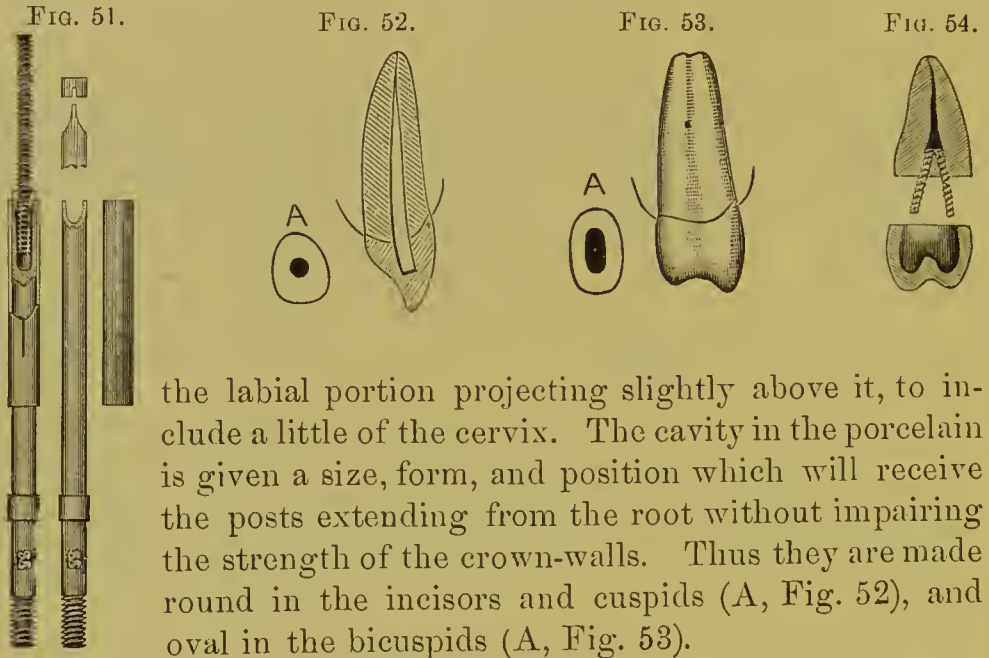 FIG. 51.
FIG. 52.
FIG. 53.
FIG. 54.
A
A
the labial portion projecting slightly above it, to in-
clude a little of the cervix. The cavity in the porcelain
is given a size, form, and position which will receive
the posts extending from the root without impairing
the strength of the crown-walls. Thus they are made
round in the incisors and cuspids (A, Fig. 52), and
oval in the bicuspids (A, Fig. 53).